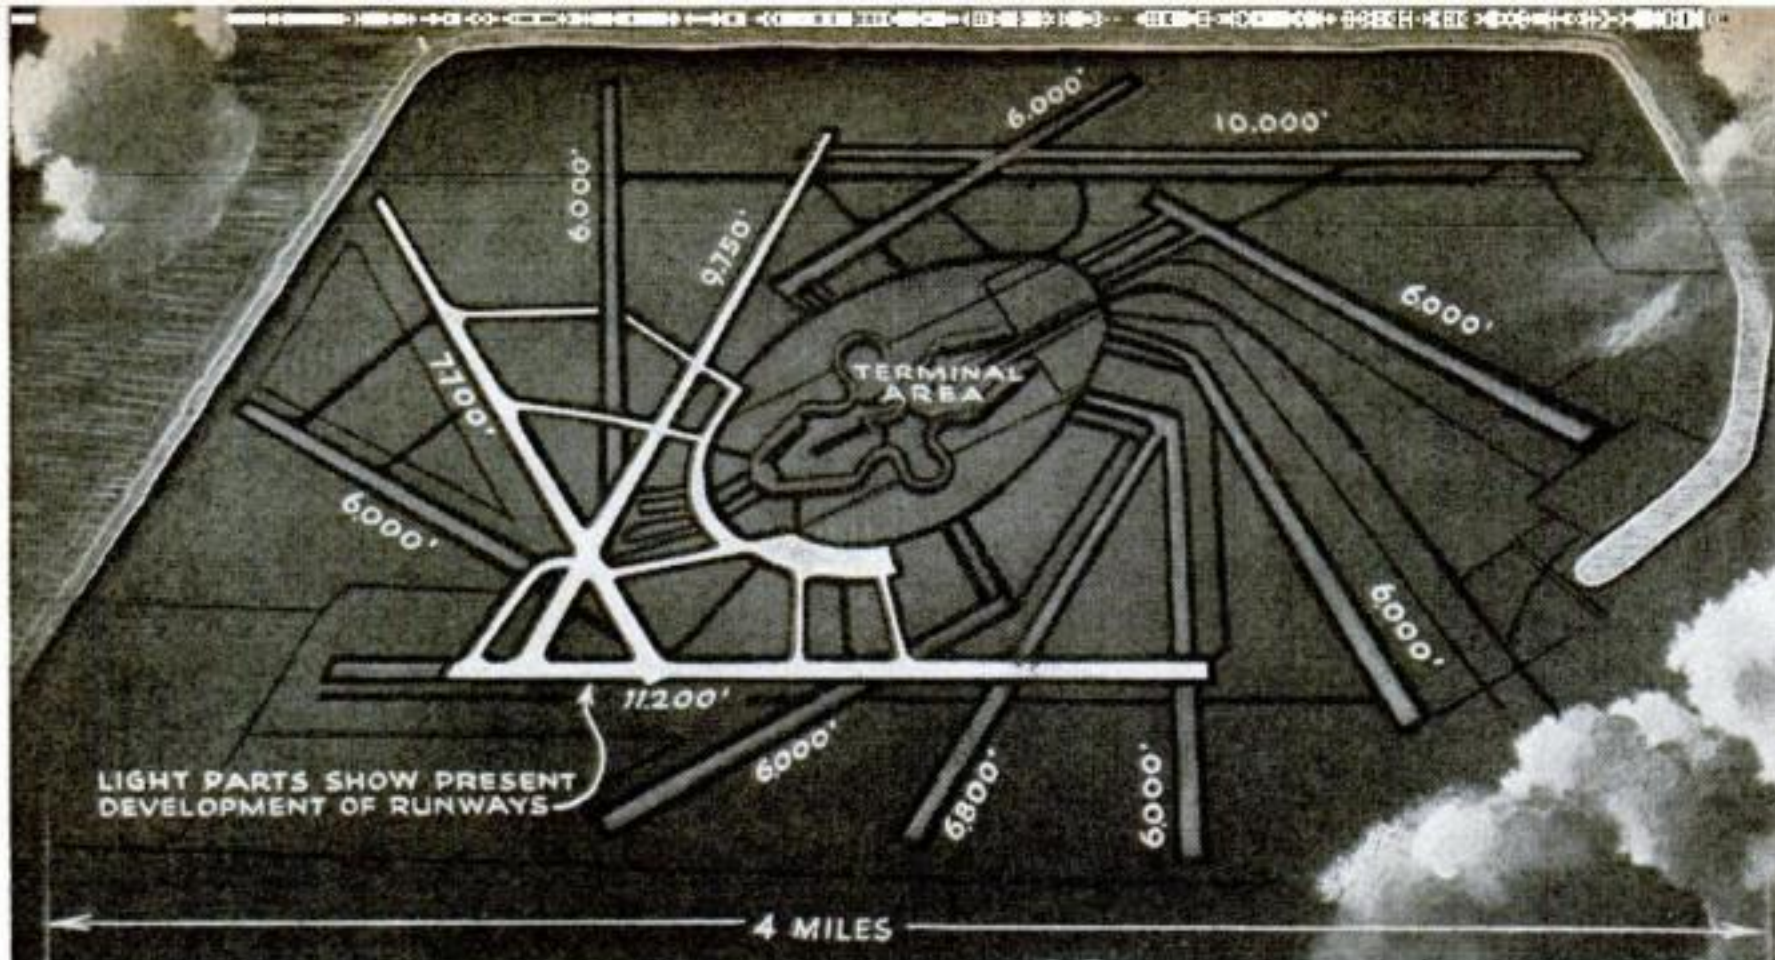 6.000'
10.000'
6.000'
9.750'
6.000'
7.700'
TERMINAL
AREA
6.000'
6.000'
11.200'
6.000'
6.800'
6.000'
LIGHT PARTS SHOW PRESENT
DEVELOPMENT OF RUNWAYS
4 MILES